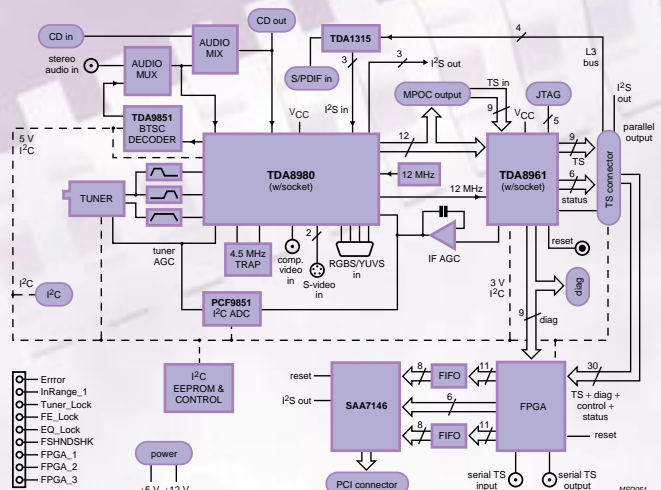 CD in
CD out
stereo
audio in
AUDIO
MUX
AUDIO
MIX
TDA1315
3
3
I2S out
S/PDIF in
I2S in
4
L3
bus
TS in
9
MPOC output
JTAG
5
I2S
out
parallel
output
TDA9851
BTSC
DECODER
5 V
I2C
VCC
VCC
TDA8980
(w/socket)
12
12 MHz
12 MHz
TDA8961
(w/socket)
9
TS
6
status
TS connector
TUNER
tuner
AGC
4.5 MHz
TRAP
comp.
video
in
2
S-video
in
RGBS/YUVS
in
IF AGC
reset
I2C
I2C
PCF9851
I2C ADC
3 V
I2C
diag
9
diag
I2C
EEPROM &
CONTROL
reset
I2S out
SAA7146
8
FIFO
11
6
8
FIFO
11
FPGA
30
TS + diag +
control +
status
reset
Errror
InRange_1
Tuner_Lock
FE_Lock
EQ_Lock
FSHNDSHK
FPGA_1
FPGA_2
FPGA_3
power
+5 V +12 V
PCI connector
serial TS
input
serial TS
output